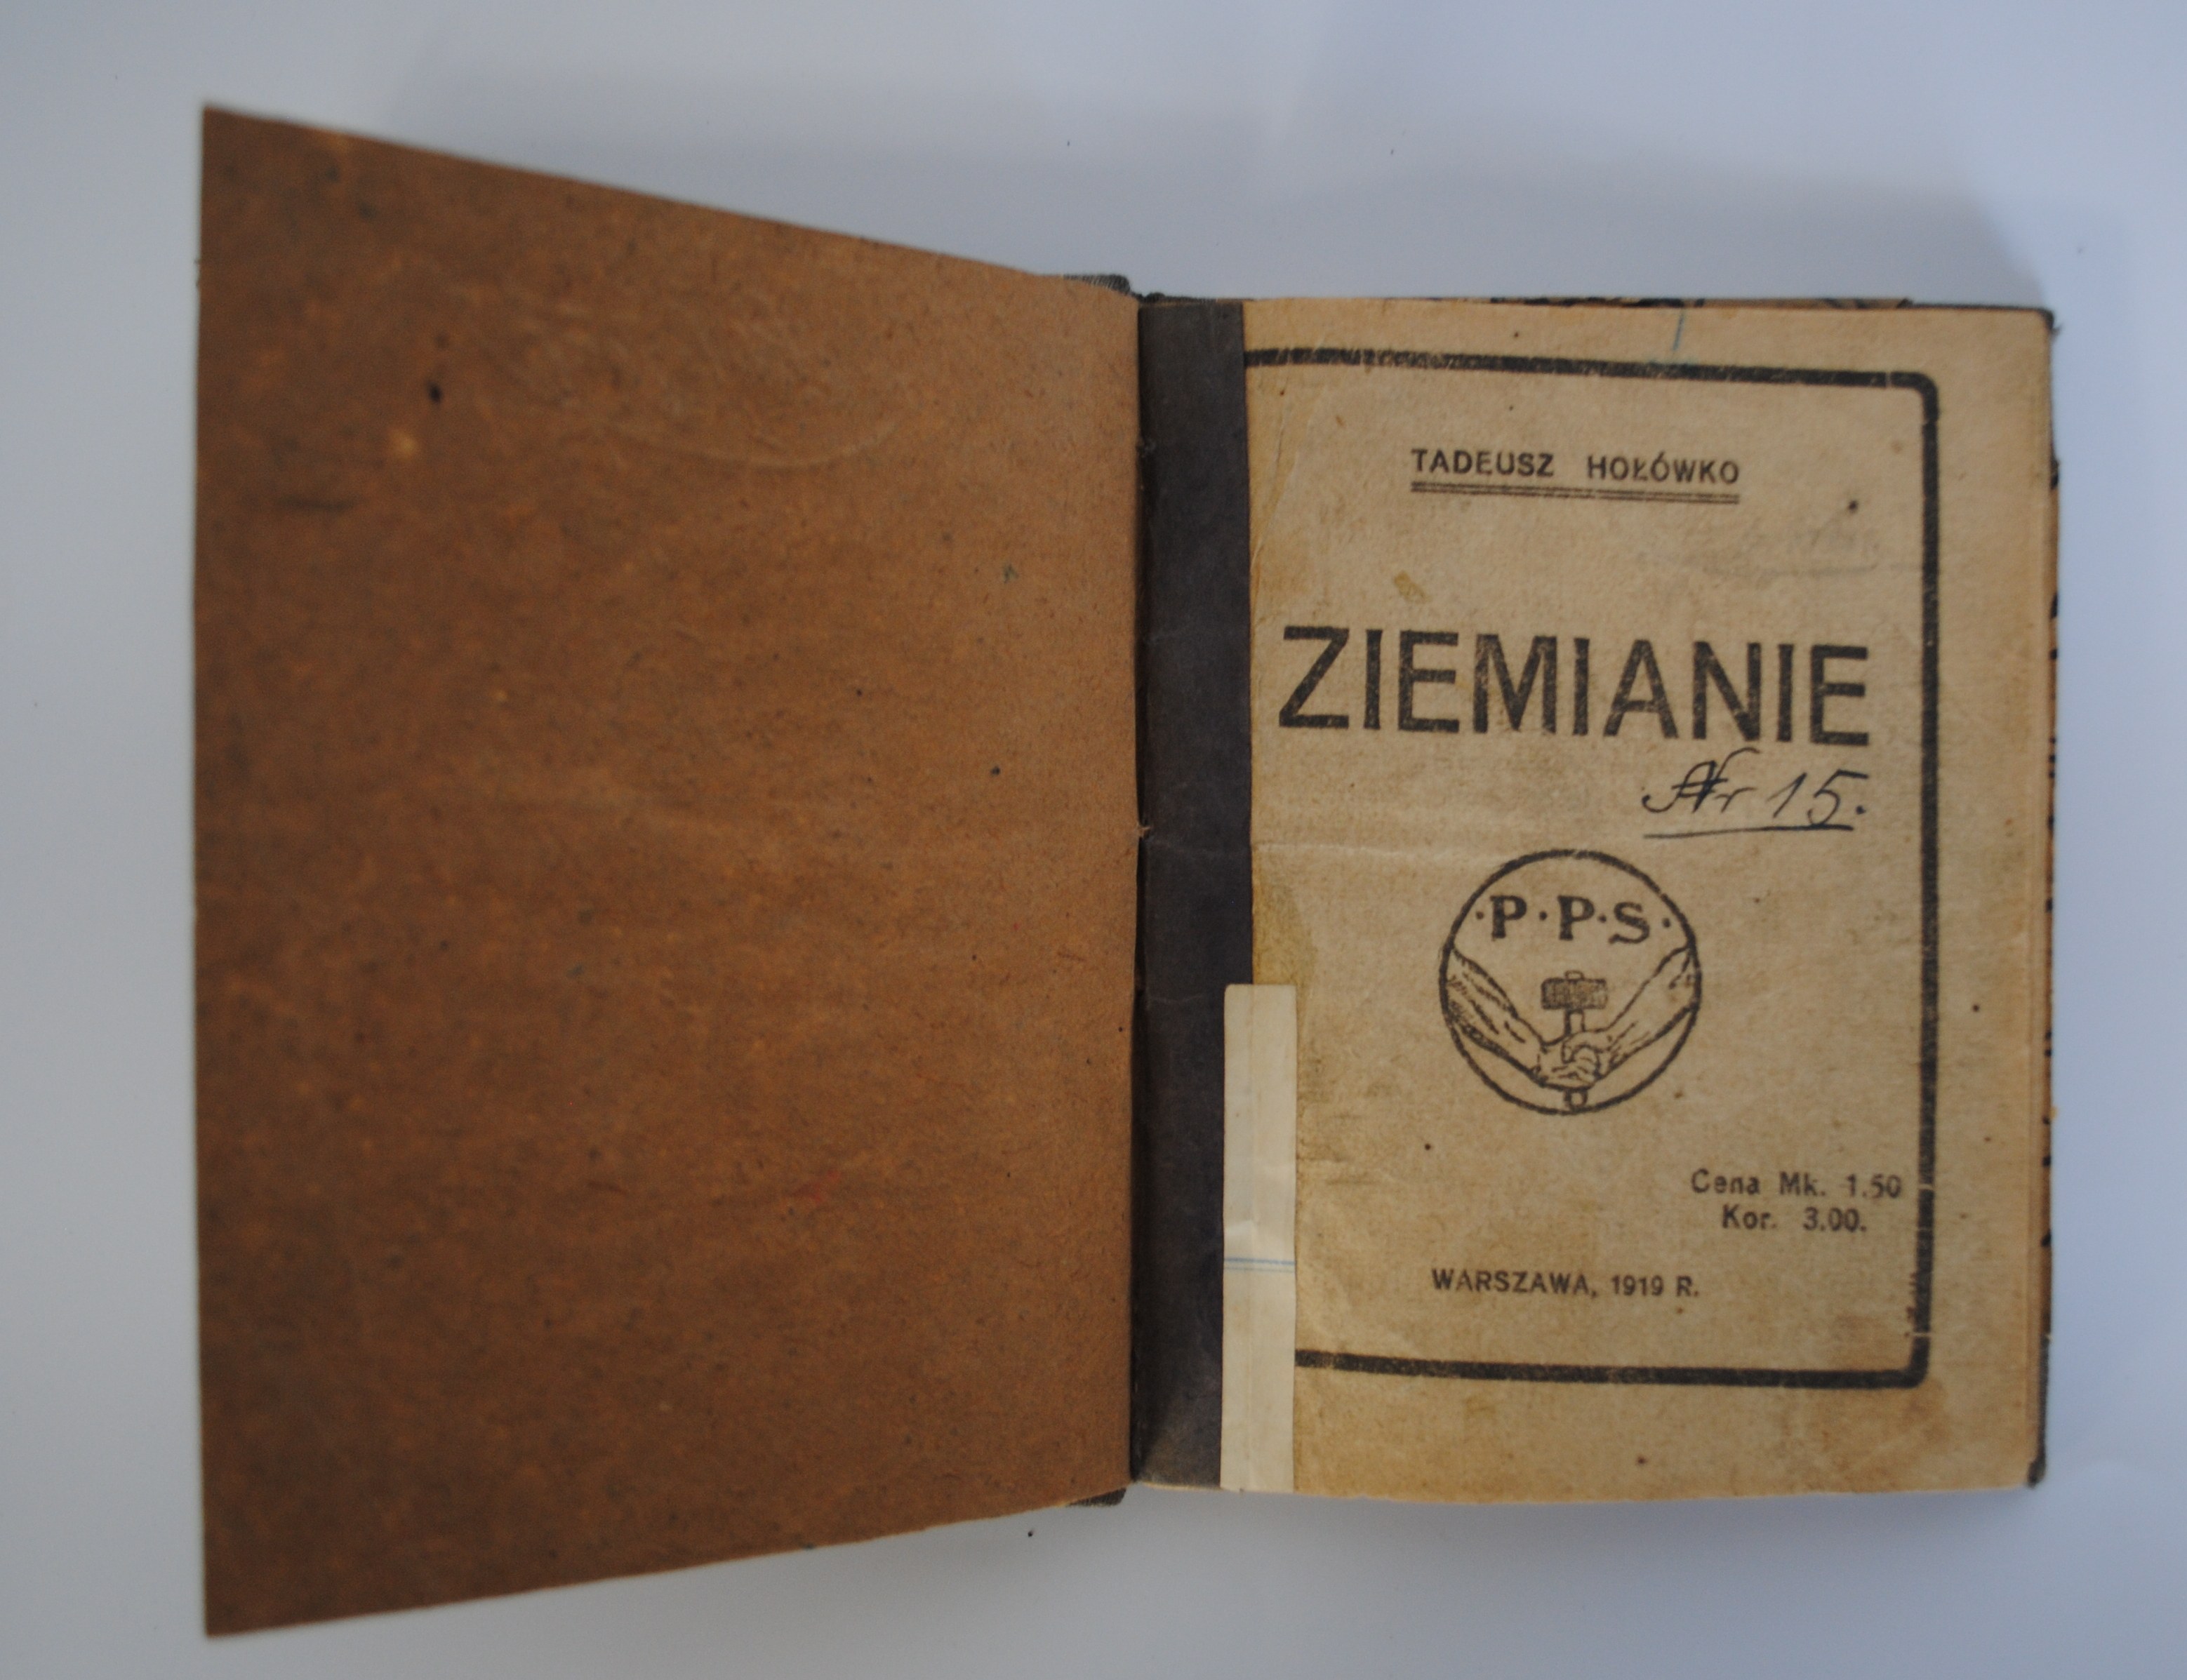 TADEUSZ HOŁÓWKO
ZIEMIANIE
Nr 15.
·P·P·S·
Cena Mk. 1.50
Kor. 3.00.
WARSZAWA, 1919 R.